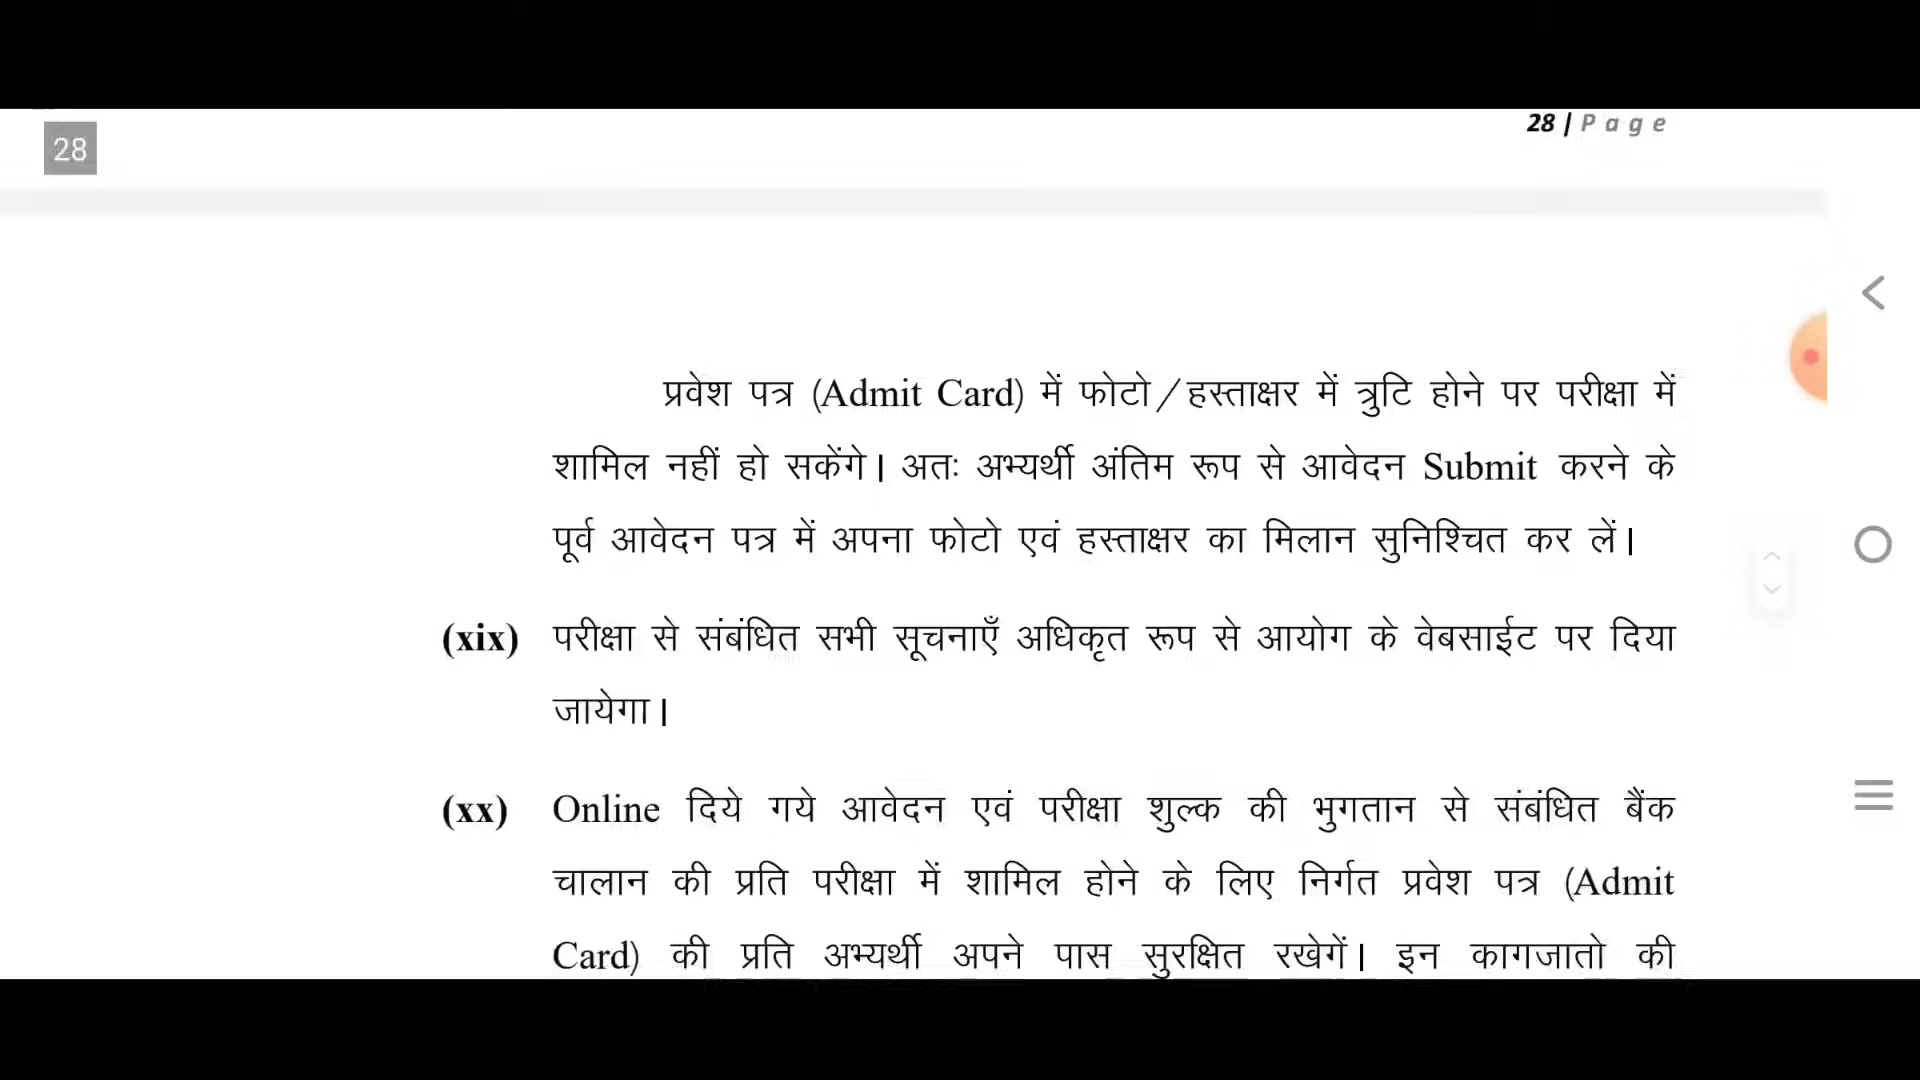 28 | P a g e
28
प्रवेश पत्र (Admit Card) में फोटो/हस्ताक्षर में त्रुटि होने पर परीक्षा में
शामिल नहीं हो सकेंगे। अतः अभ्यर्थी अंतिम रूप से आवेदन Submit करने के
पूर्व आवेदन पत्र में अपना फोटो एवं हस्ताक्षर का मिलान सुनिश्चित कर लें।
(xix) परीक्षा से संबंधित सभी सूचनाएँ अधिकृत रूप से आयोग के वेबसाईट पर दिया
जायेगा।
(xx) Online दिये गये आवेदन एवं परीक्षा शुल्क की भुगतान से संबंधित बैंक
चालान की प्रति परीक्षा में शामिल होने के लिए निर्गत प्रवेश पत्र (Admit
Card) की प्रति अभ्यर्थी अपने पास सुरक्षित रखेगें। इन कागजातो की